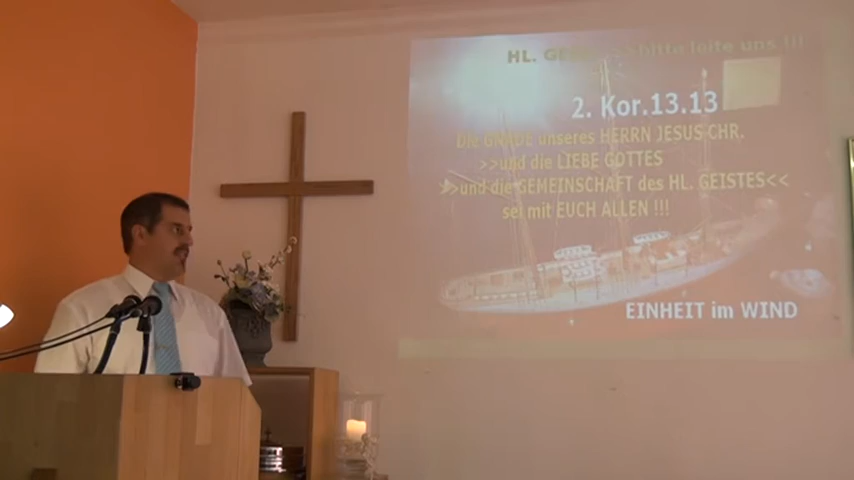 HL. bitte leite uns !!!
2. Kor.13.13
Die GNADE unseres HERRN JESUS CHR.
>>und die LIEBE GOTTES
>>und die GEMEINSCHAFT des HL. GEISTES<<
sei mit EUCH ALLEN !!!
EINHEIT im WIND